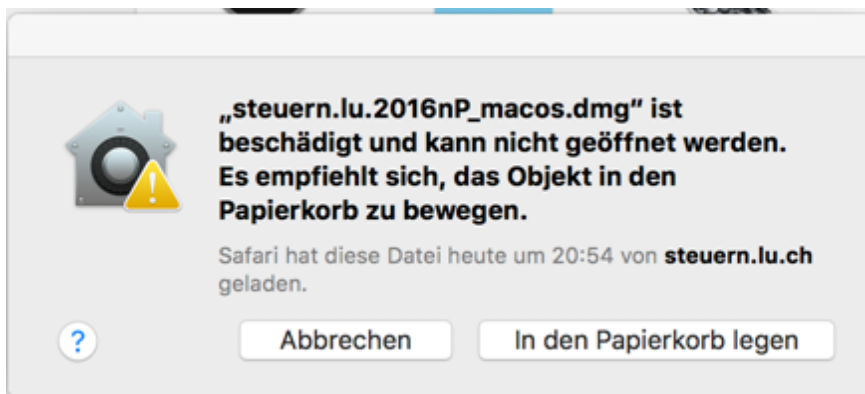 „steuern.lu.2016nP_macos.dmg“ ist
beschädigt und kann nicht geöffnet werden.
Es empfiehlt sich, das Objekt in den
Papierkorb zu bewegen.
Safari hat diese Datei heute um 20:54 von steuern.lu.ch
geladen.
? Abbrechen In den Papierkorb legen